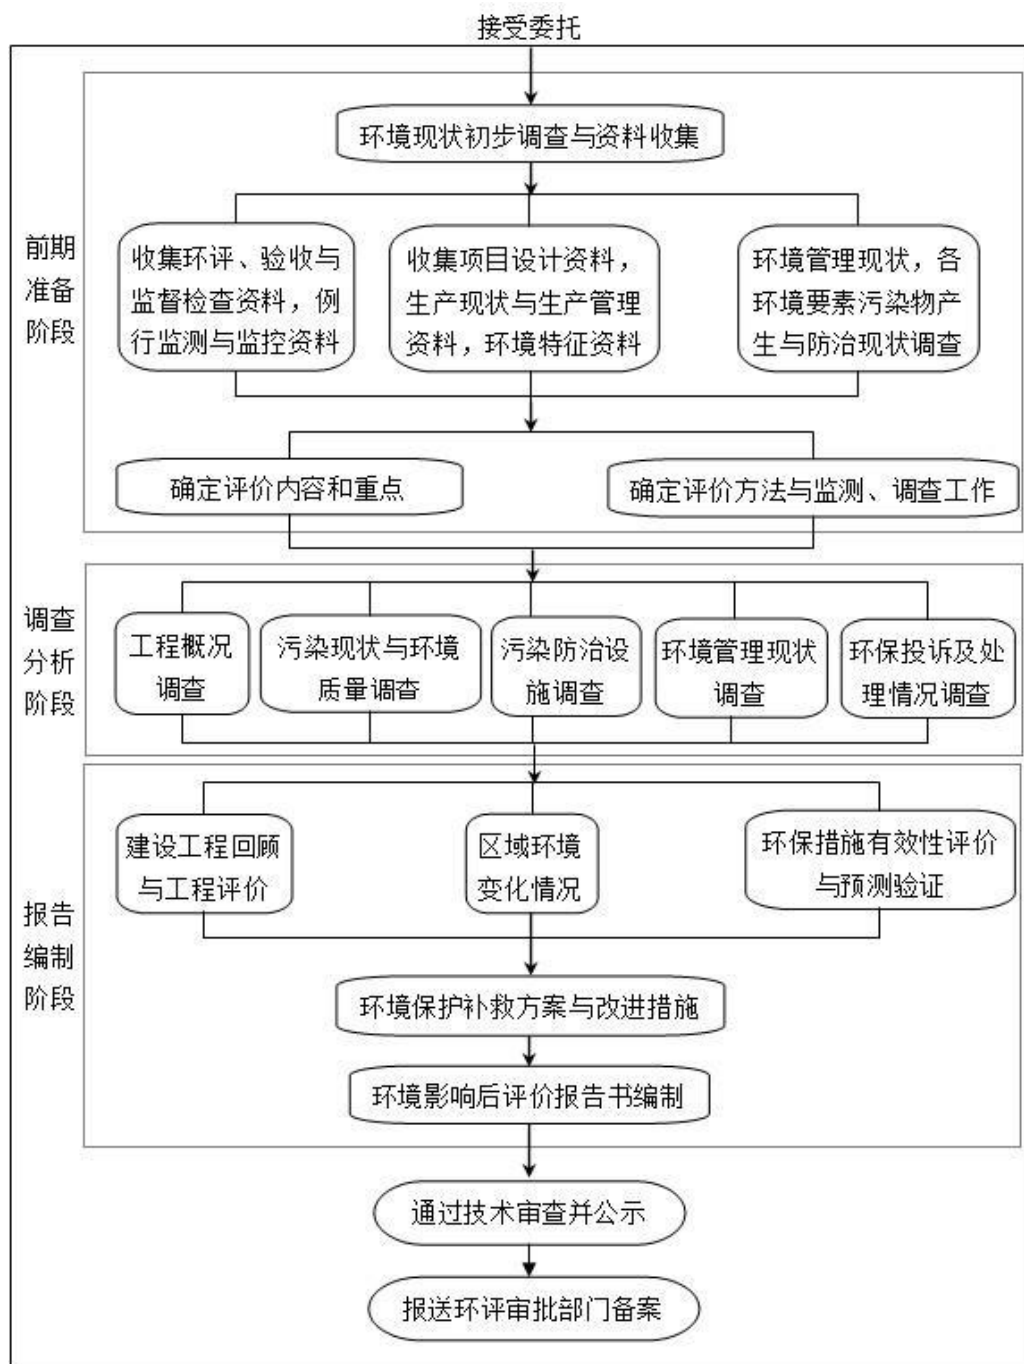 接受委托
环境现状初步调查与资料收集
前期
准备
阶段
收集环评、验收与
监督检查资料，例
行监测与监控资料
收集项目设计资料，
生产现状与生产管理
资料，环境特征资料
环境管理现状，各
环境要素污染物产
生与防治现状调查
确定评价内容和重点
确定评价方法与监测、调查工作
调查
分析
阶段
工程概况
调查
污染现状与环境
质量调查
污染防治设
施调查
环境管理现状
调查
环保投诉及处
理情况调查
报告
编制
阶段
建设工程回顾
与工程评价
区域环境
变化情况
环保措施有效性评价
与预测验证
环境保护补救方案与改进措施
环境影响后评价报告书编制
通过技术审查并公示
报送环评审批部门备案